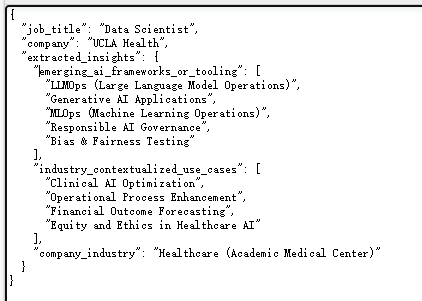 {
  "job_title": "Data Scientist",
  "company": "UCLA Health",
  "extracted_insights": {
    "emerging_ai_frameworks_or_tooling": [
      "LLMOps (Large Language Model Operations)",
      "Generative AI Applications",
      "MLOps (Machine Learning Operations)",
      "Responsible AI Governance",
      "Bias & Fairness Testing"
    ],
    "industry_contextualized_use_cases": [
      "Clinical AI Optimization",
      "Operational Process Enhancement",
      "Financial Outcome Forecasting",
      "Equity and Ethics in Healthcare AI"
    ],
    "company_industry": "Healthcare (Academic Medical Center)"
  }
}